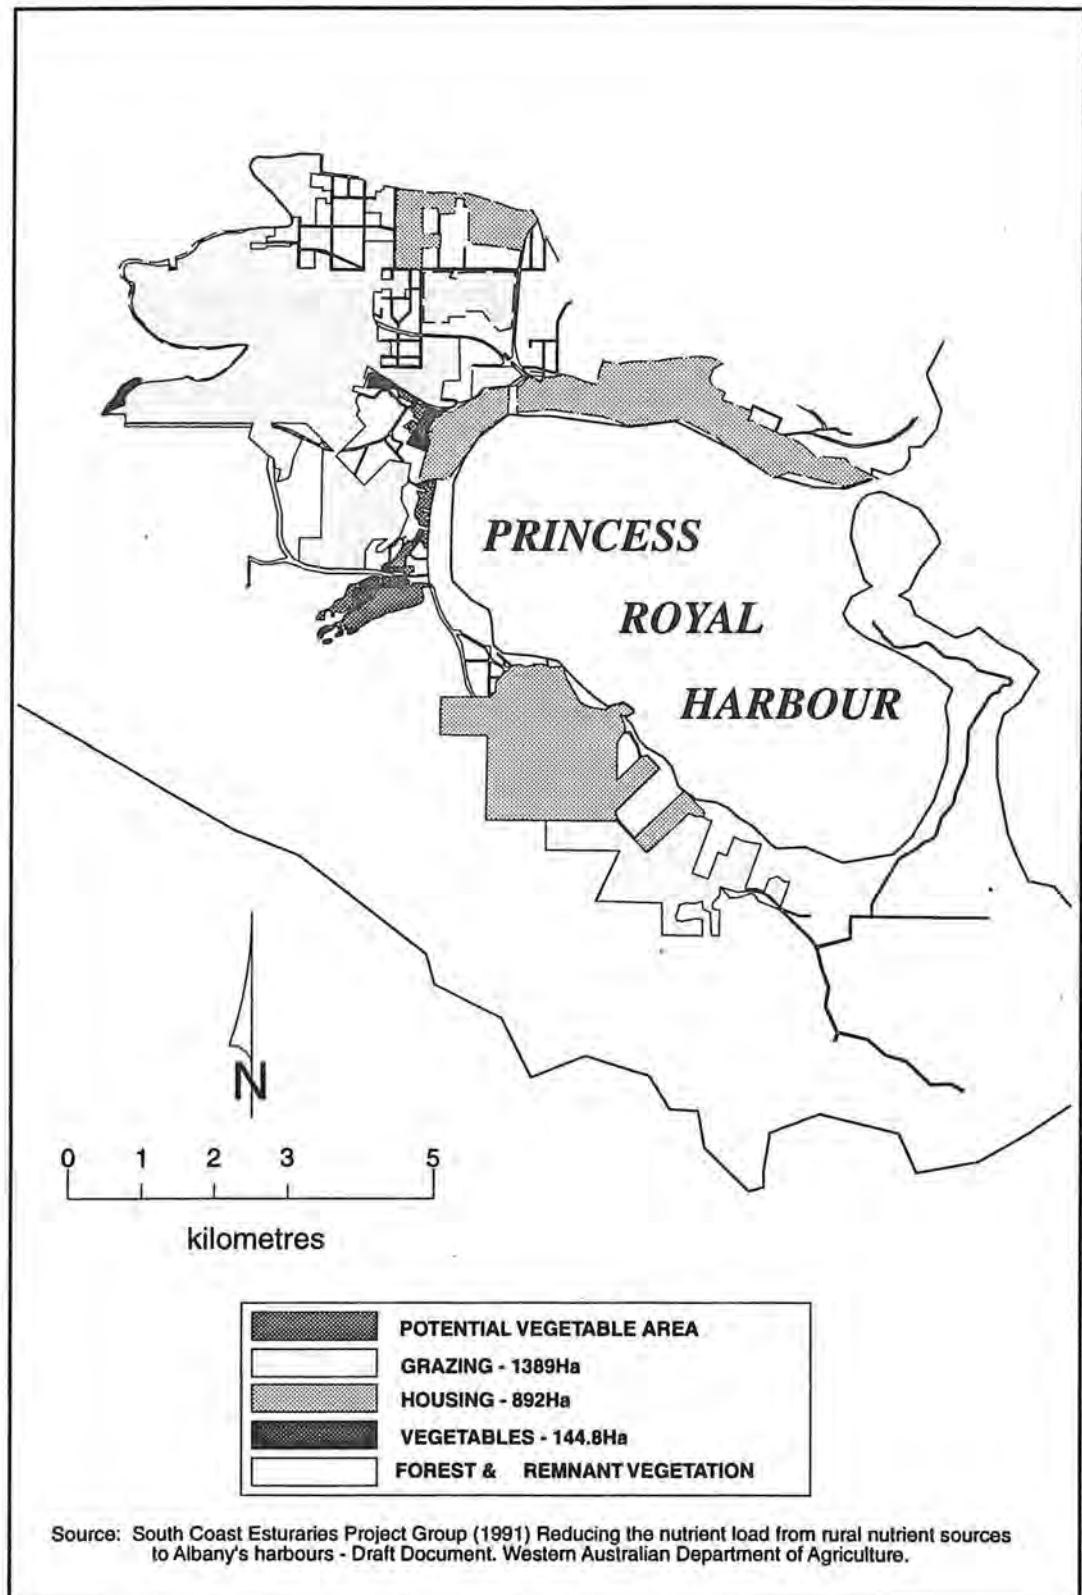 PRINCESS
ROYAL
HARBOUR
N
0 1 2 3 5
kilometres
POTENTIAL VEGETABLE AREA
GRAZING - 1389Ha
HOUSING - 892Ha
VEGETABLES - 144.8Ha
FOREST & REMNANT VEGETATION
Source: South Coast Esturaries Project Group (1991) Reducing the nutrient load from rural nutrient sources
to Albany's harbours - Draft Document. Western Australian Department of Agriculture.